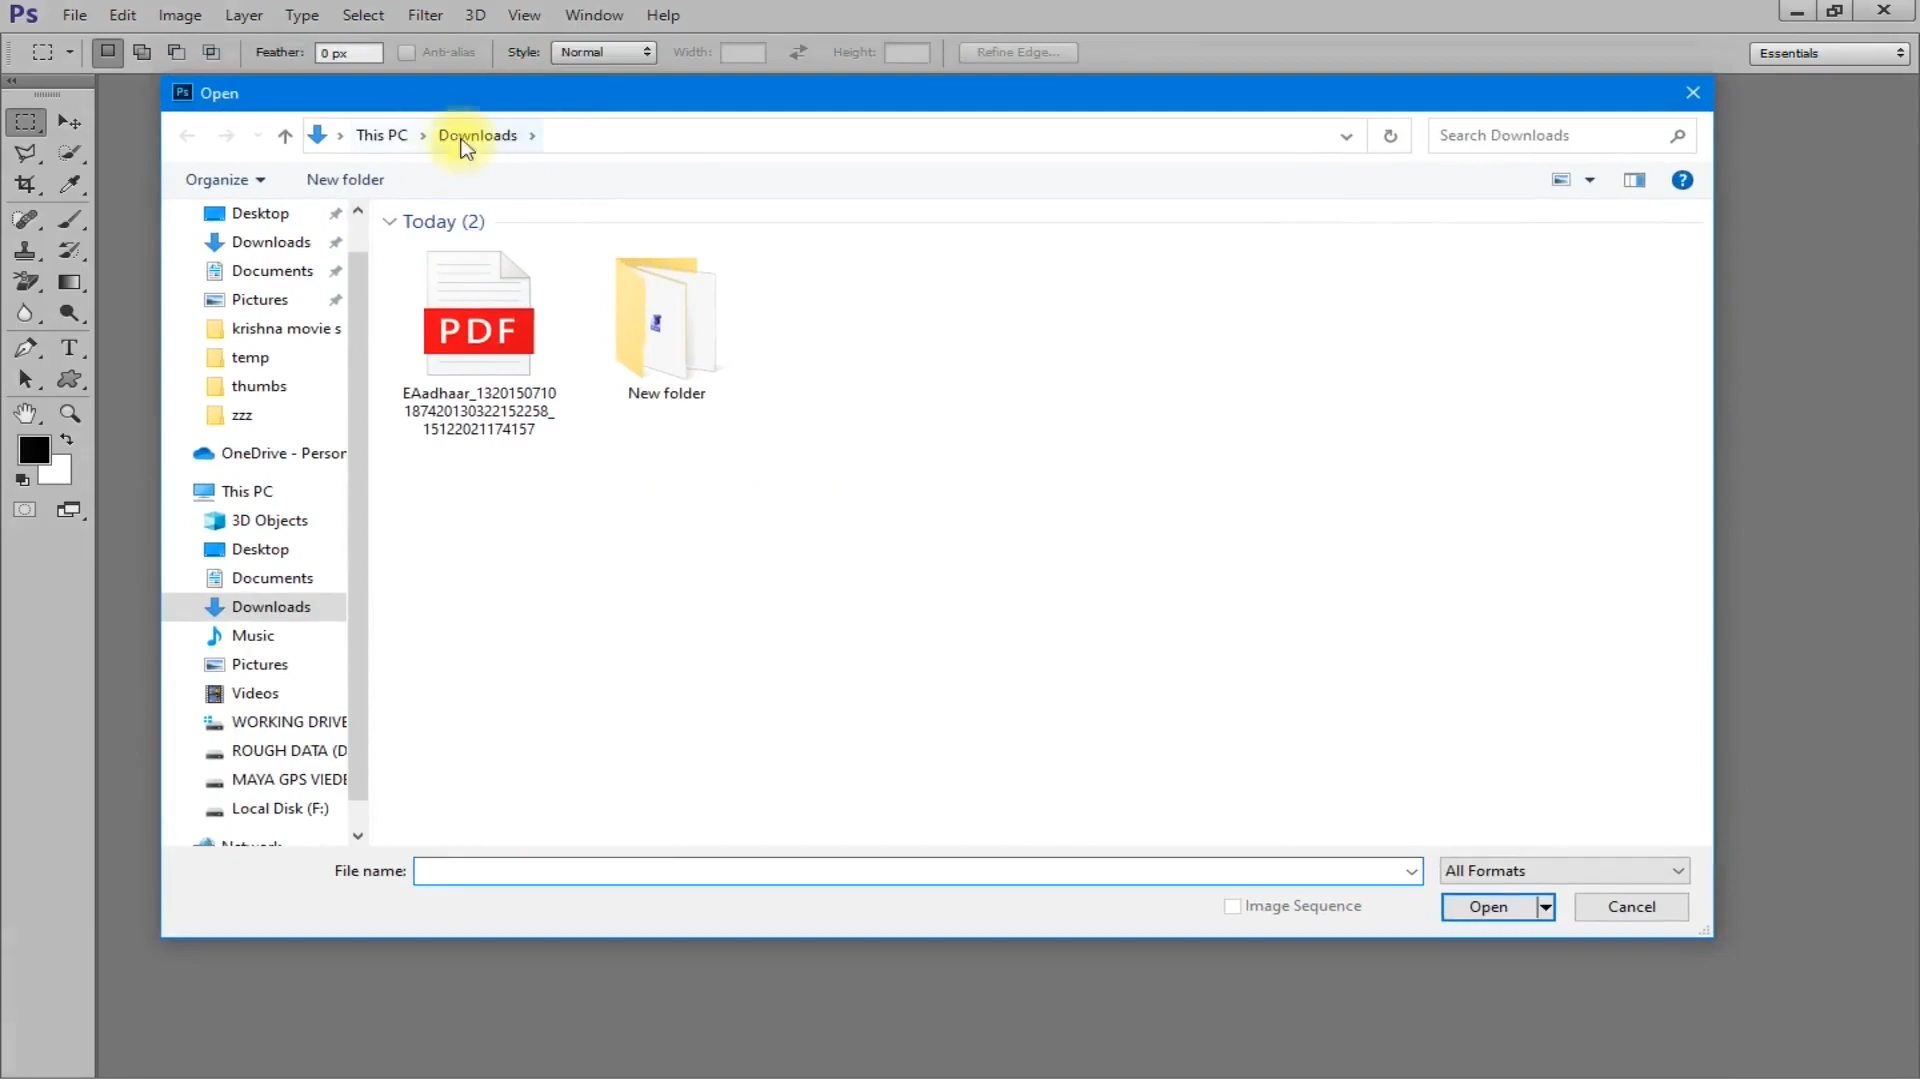 Ps File Edit Image Layer Type Select Filter 3D View Window Help
Feather: 0 px Anti-alias Style: Normal Width: Height: Refine Edge... Essentials
Ps Open
This PC Downloads Search Downloads
Organize New folder
Desktop
Downloads
Documents
Pictures
krishna movie s
temp
thumbs
zzz
OneDrive - Person
This PC
3D Objects
Desktop
Documents
Downloads
Music
Pictures
Videos
WORKING DRIVE
ROUGH DATA (D
MAYA GPS VIEDE
Local Disk (F:)
Network
Today (2)
PDF
EAadhaar_1320150710
187420130322152258_
15122021174157
New folder
File name: All Formats
Image Sequence Open Cancel
T